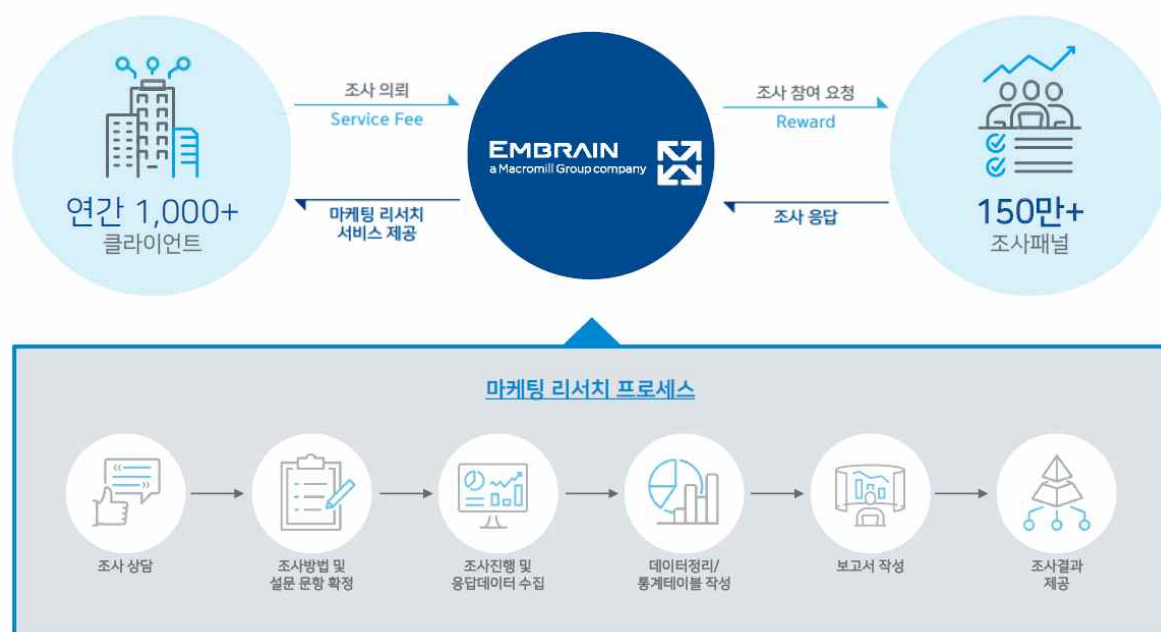 조사 의뢰
Service Fee
마케팅 리서치
서비스 제공
연간 1,000+
클라이언트
EMBRAIN
a Macromill Group company
조사 참여 요청
Reward
조사 응답
150만+
조사패널
마케팅 리서치 프로세스
조사 상담
조사방법 및
설문 문항 확정
조사진행 및
응답데이터 수집
데이터정리/
통계테이블 작성
보고서 작성
조사결과
제공